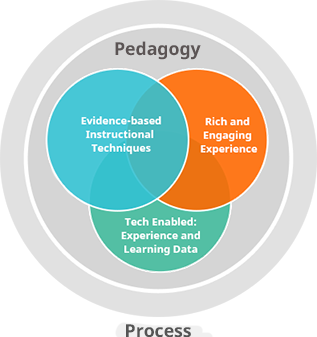 Pedagogy
Evidence-based
Instructional
Techniques
Rich and
Engaging
Experience
Tech Enabled:
Experience and
Learning Data
Process